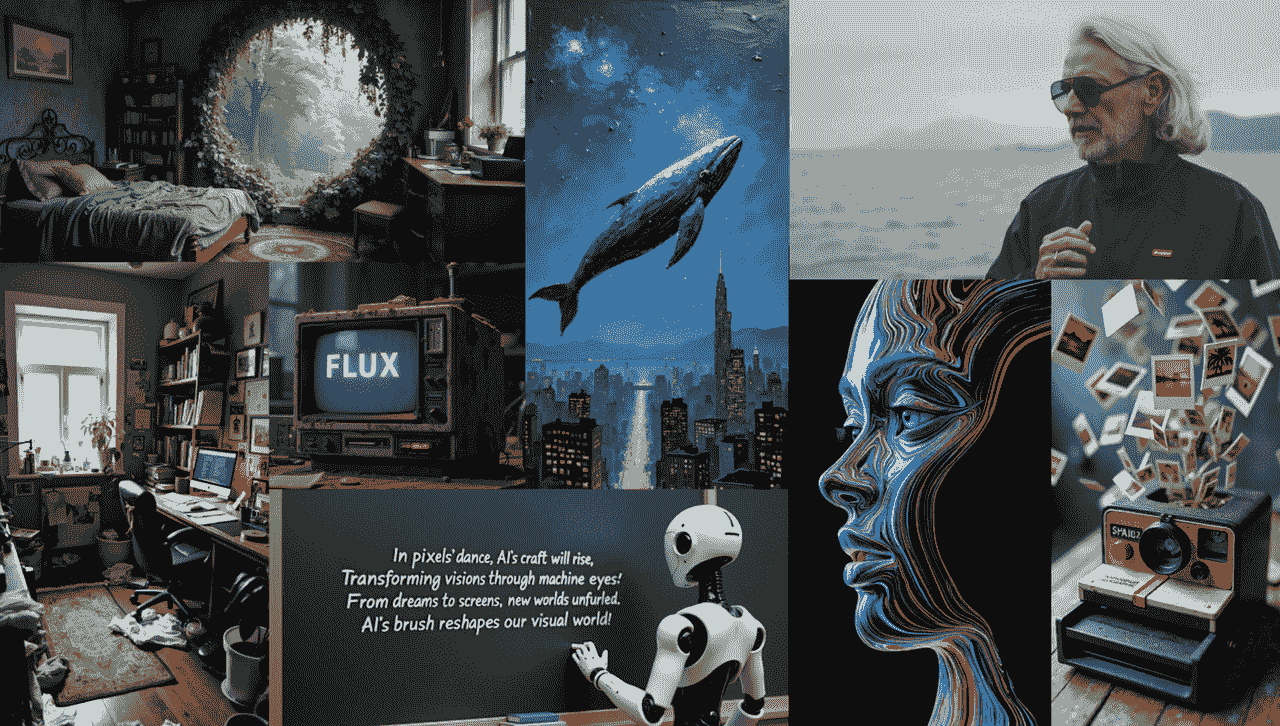 FLUX
In pixels' dance, AI's craft will rise,
Transforming visions through machine eyes!
From dreams to screens, new worlds unfurled.
AI's brush reshapes our visual world!